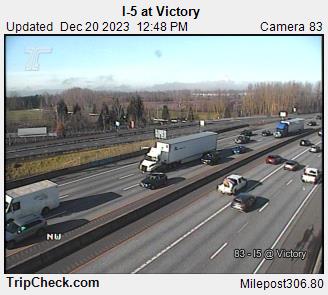 I-5 at Victory
Updated Dec 20 2023 12:48 PM Camera 83
NW
83 - I5 @ Victory
TripCheck.com Milepost306.80